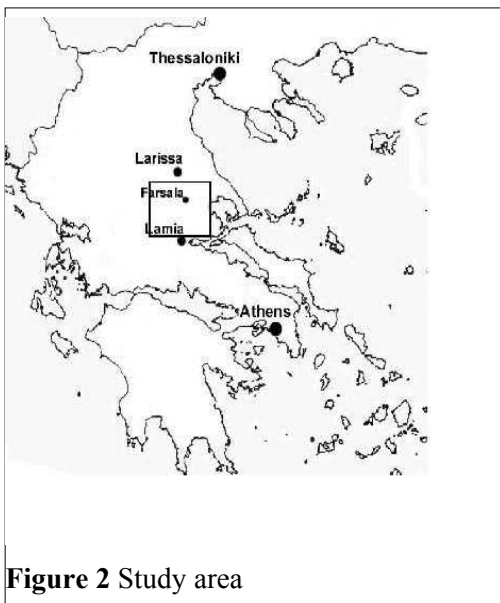 Thessaloniki
Larissa
Farsala
Lamia
Athens
Figure 2 Study area